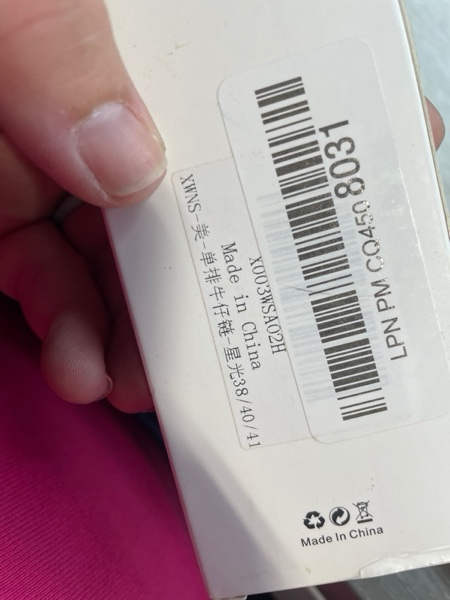 LPN PM CO450 8031
X003WSA02H
Made in China
XWNS-美-单排牛仔链-星光38/40/41
Made In China